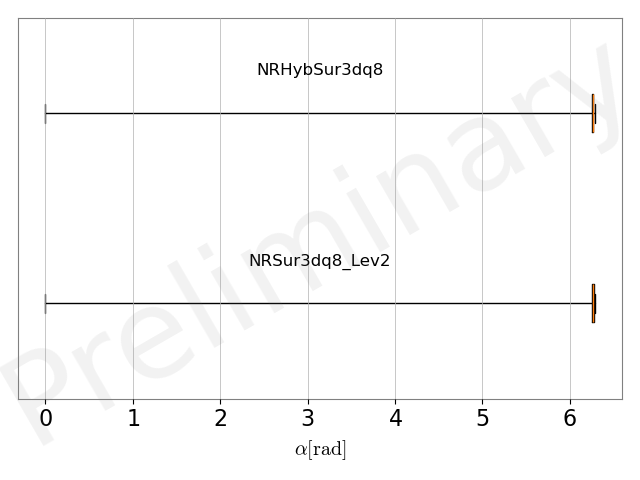 NRHybSur3dq8
NRSur3dq8_Lev2
Preliminary
0 1 2 3 4 5 6
α[rad]